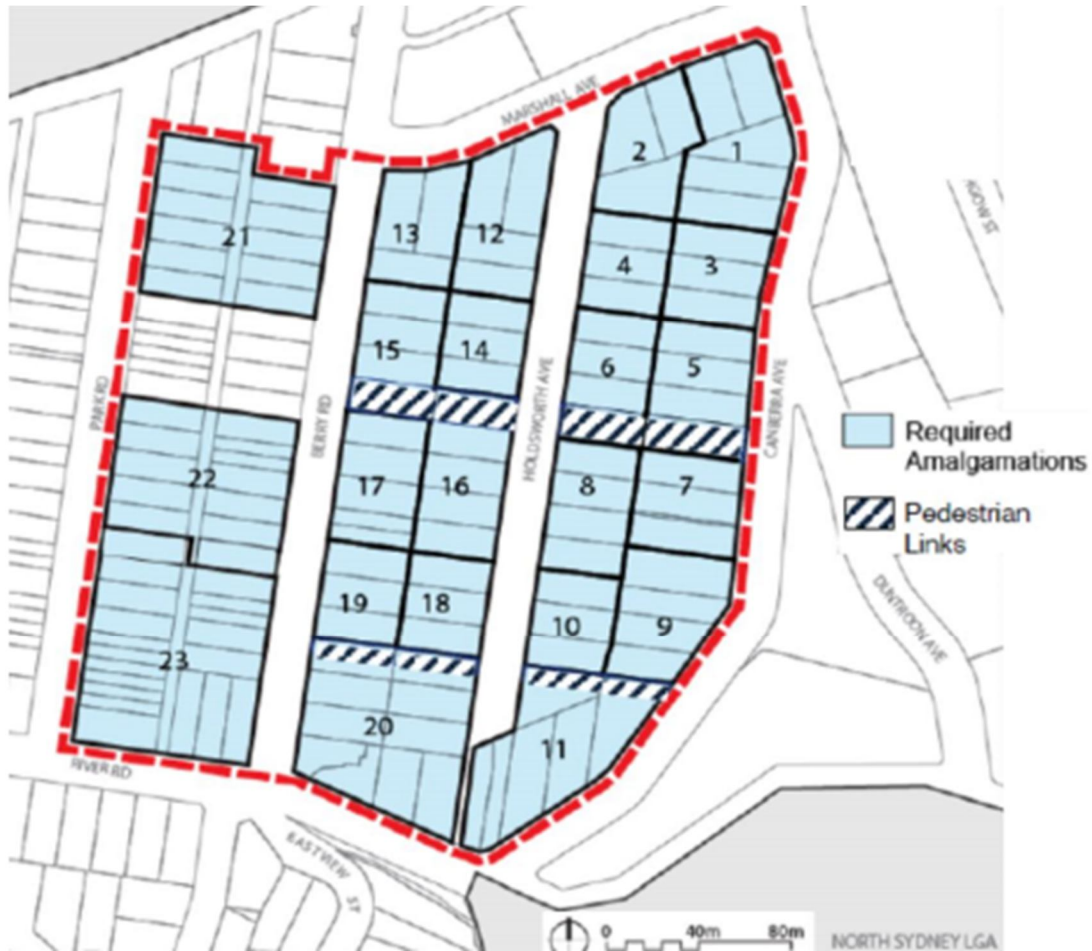 MARSHALL AVE
2
1
21
13
12
4
3
15
14
6
5
PARK RD
BERRY RD
HOLDSWORTH AVE
CANBERRA AVE
Required
Amalgamations
22
17
16
8
7
Pedestrian
Links
19
18
10
9
DUNTROON AVE
23
20
11
RIVER RD
EASTVIEW ST
0 40m 80m
NORTH SYDNEY LGA